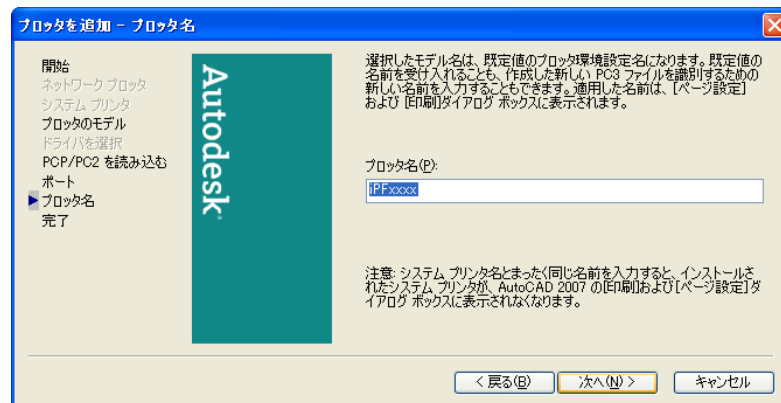 プロッタを追加 - プロッタ名
開始
ネットワーク プロッタ
システム プリンタ
プロッタのモデル
ドライバを選択
PCP/PC2 を読み込む
ポート
プロッタ名
完了
Autodesk
選択したモデル名は、既定値のプロッタ環境設定名になります。既定値の
名前を受け入れることも、作成した新しい PC3 ファイルを識別するための
新しい名前を入力することもできます。適用した名前は、[ページ設定]
および [印刷]ダイアログ ボックスに表示されます。
プロッタ名(P):
iPFxxxx
注意: システム プリンタ名とまったく同じ名前を入力すると、インストールさ
れたシステム プリンタが、AutoCAD 2007 の[印刷]および[ページ設定]ダ
イアログ ボックスに表示されなくなります。
< 戻る(B)
次へ(N) >
キャンセル